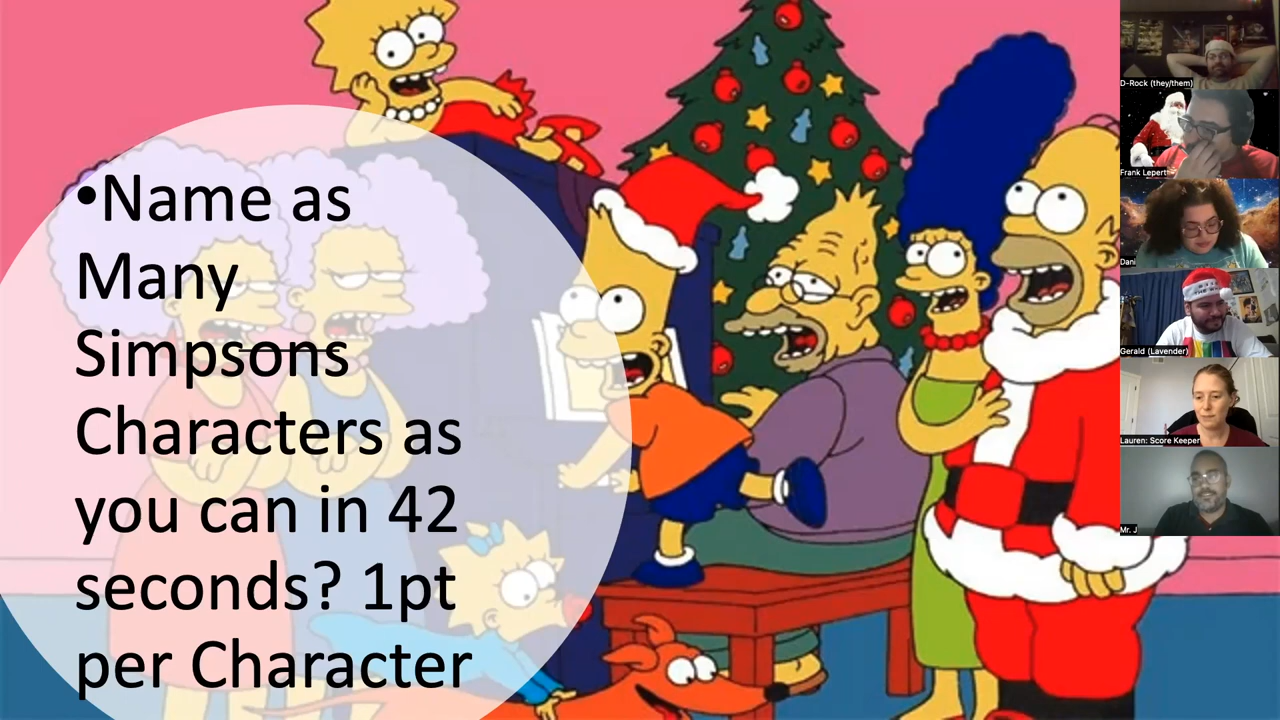 •Name as
Many
Simpsons
Characters as
you can in 42
seconds? 1pt
per Character
D-Rock (they/them)
Frank Lepert
Dani
Gerald (Lavender)
Lauren: Score Keeper
Mr. J